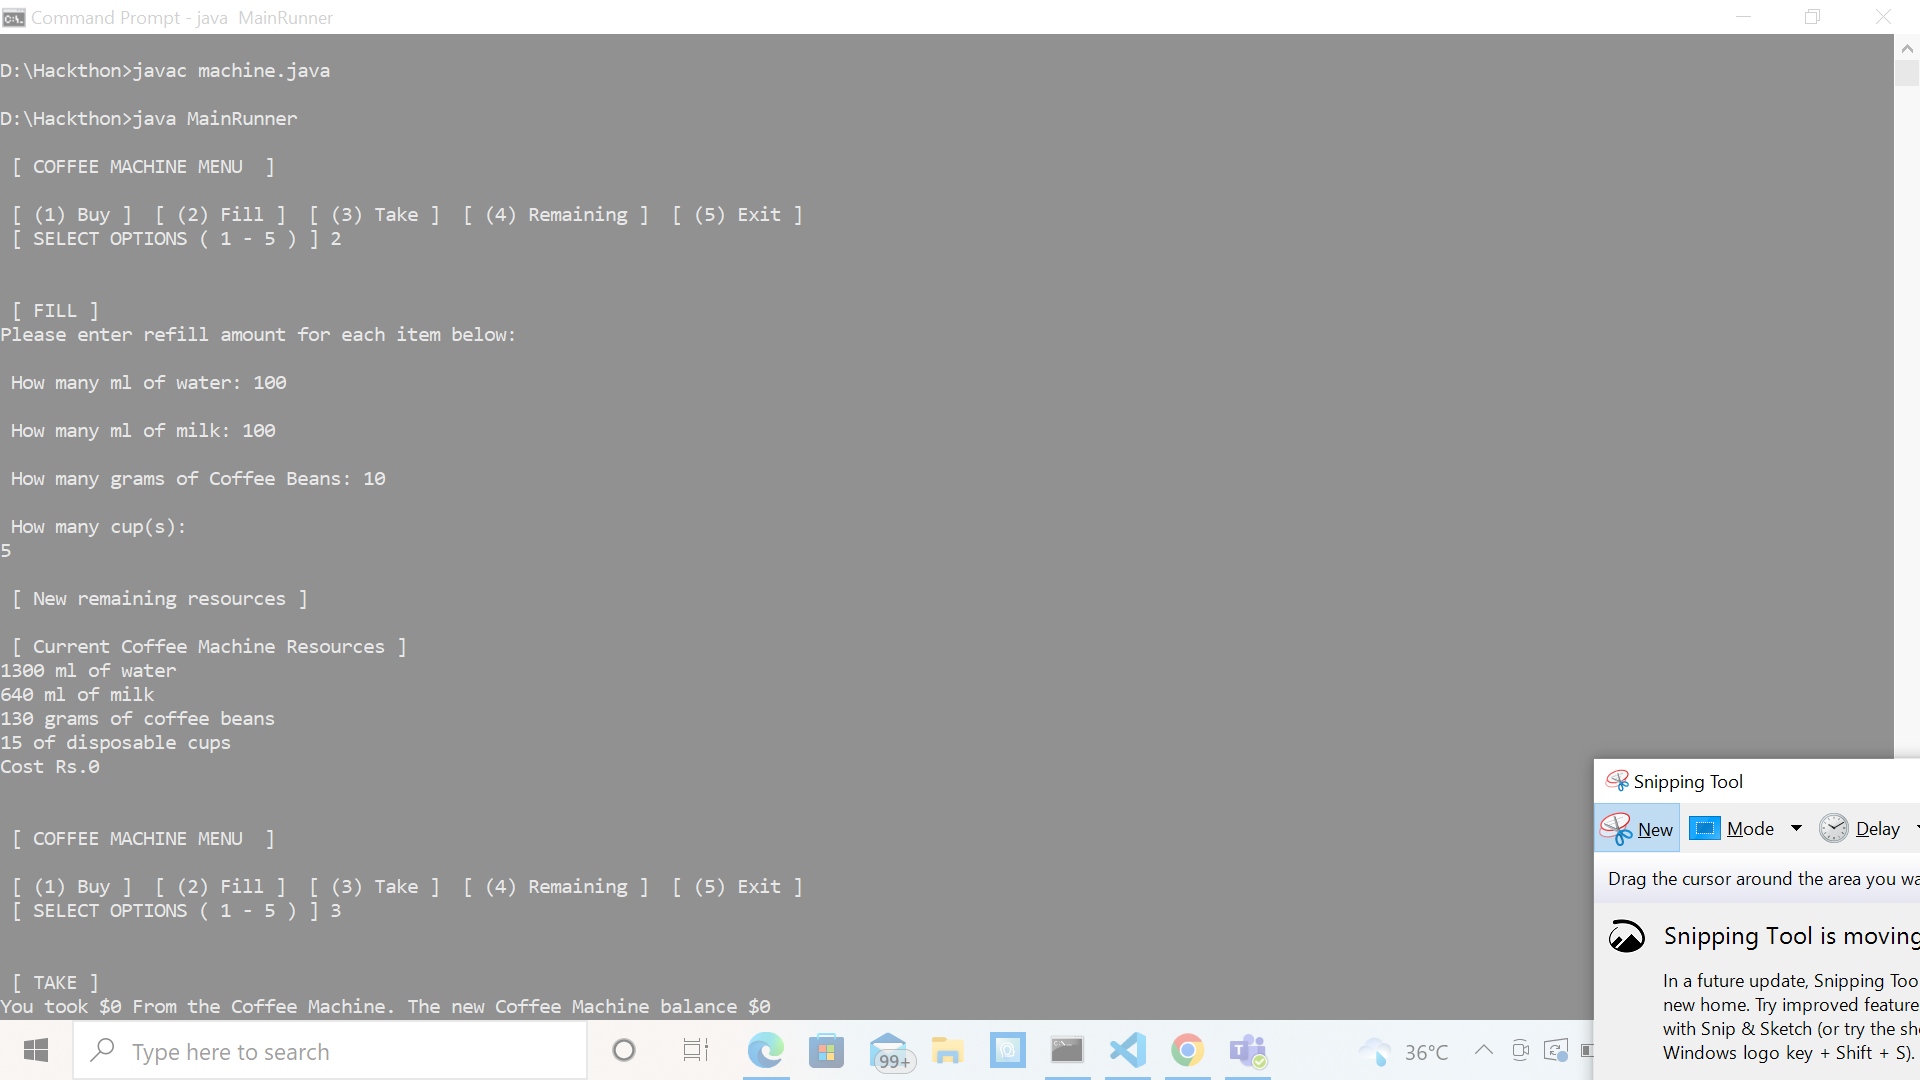 Command Prompt - java  MainRunner
D:\Hackthon>javac machine.java
D:\Hackthon>java MainRunner
[ COFFEE MACHINE MENU  ]
[ (1) Buy ]  [ (2) Fill ]  [ (3) Take ]  [ (4) Remaining ]  [ (5) Exit ]
[ SELECT OPTIONS ( 1 - 5 ) ] 2
[ FILL ]
Please enter refill amount for each item below:
How many ml of water: 100
How many ml of milk: 100
How many grams of Coffee Beans: 10
How many cup(s):
5
[ New remaining resources ]
[ Current Coffee Machine Resources ]
1300 ml of water
640 ml of milk
130 grams of coffee beans
15 of disposable cups
Cost Rs.0
[ COFFEE MACHINE MENU  ]
[ (1) Buy ]  [ (2) Fill ]  [ (3) Take ]  [ (4) Remaining ]  [ (5) Exit ]
[ SELECT OPTIONS ( 1 - 5 ) ] 3
[ TAKE ]
You took $0 From the Coffee Machine. The new Coffee Machine balance $0
Snipping Tool
New Mode Delay
Drag the cursor around the area you wa
Snipping Tool is moving
In a future update, Snipping Too
new home. Try improved feature
with Snip & Sketch (or try the sho
Windows logo key + Shift + S).
Type here to search
99+
36°C